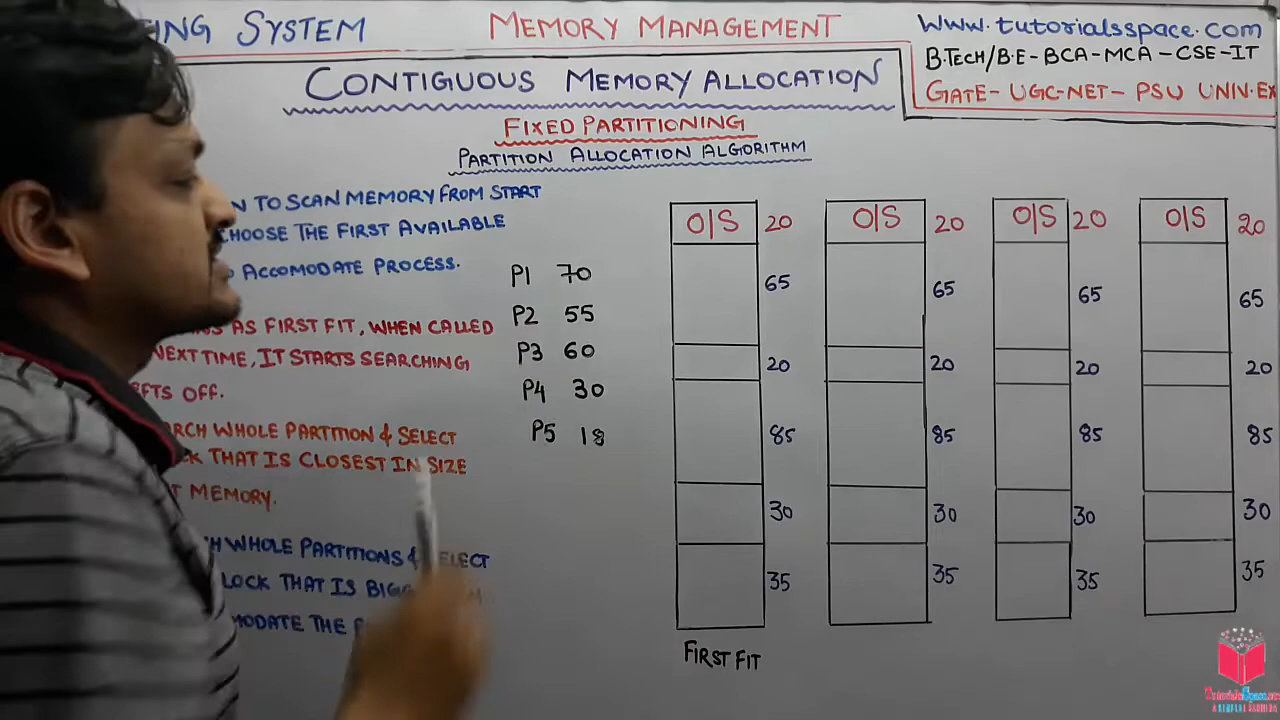 ING SYSTEM
MEMORY MANAGEMENT
www.tutorialsspace.com
B.TECH/B.E - BCA - MCA - CSE - IT
GATE - UGC-NET - PSU UNIV. EX
CONTIGUOUS MEMORY ALLOCATION
FIXED PARTITIONING
PARTITION ALLOCATION ALGORITHM
N TO SCAN MEMORY FROM START
CHOOSE THE FIRST AVAILABLE
ACCOMODATE PROCESS.
AS FIRST FIT, WHEN CALLED
NEXT TIME, IT STARTS SEARCHING
FTS OFF.
RCH WHOLE PARTITION & SELECT
CK THAT IS CLOSEST IN SIZE
T MEMORY.
H WHOLE PARTITIONS & SELECT
LOCK THAT IS BIG
MODATE THE
P1 70
P2 55
P3 60
P4 30
P5 18
O/S 20 O/S 20 O/S 20 O/S 20
65 65 65 65
20 20 20 20
85 85 85 85
30 30 30 30
35 35 35 35
FIRST FIT